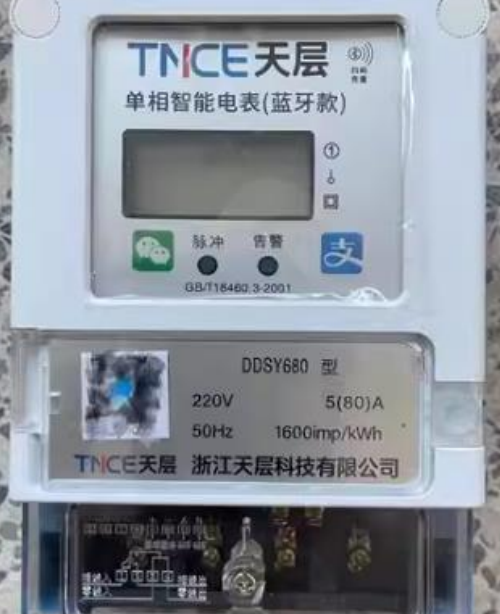 TNCE天层
单相智能电表(蓝牙款)
①
脉冲 告警
支
GB/T18460.3-2001
DDSY680 型
220V 5(80)A
50Hz 1600imp/kWh
TNCE天层 浙江天层科技有限公司